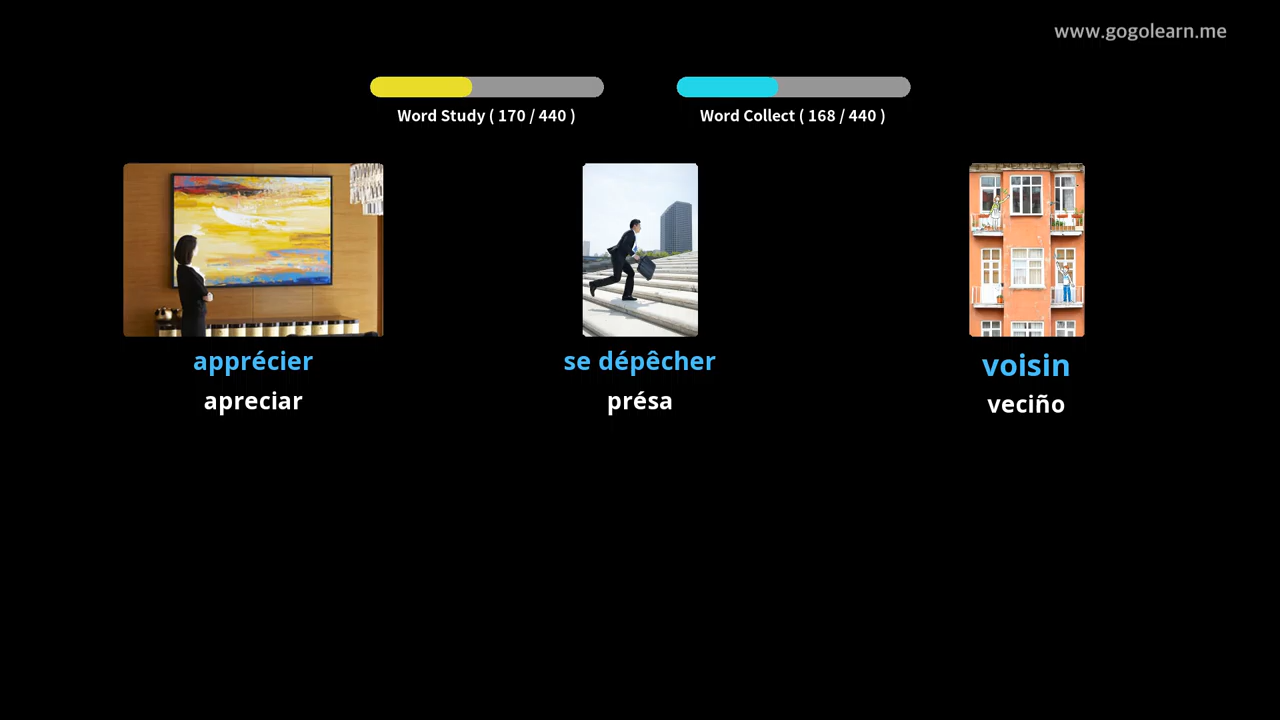 www.gogolearn.me
Word Study ( 170 / 440 )
Word Collect ( 168 / 440 )
apprécier
apreciar
se dépêcher
présa
voisin
veciño